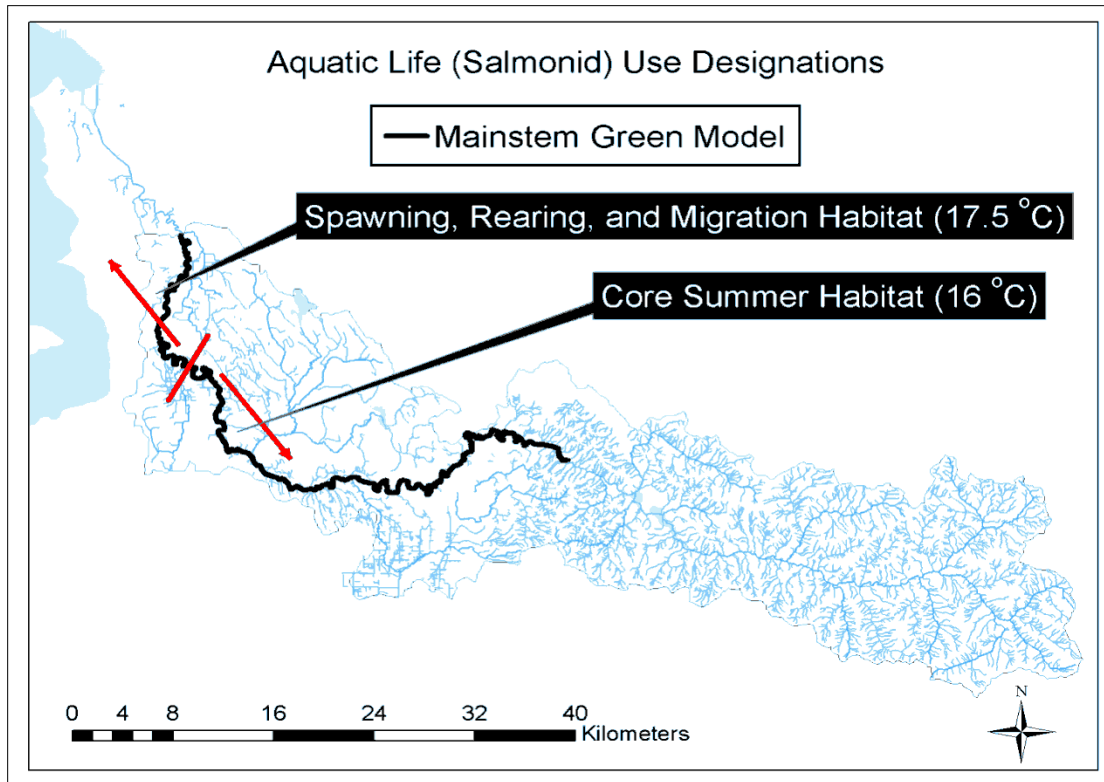 Aquatic Life (Salmonid) Use Designations
Mainstem Green Model
Spawning, Rearing, and Migration Habitat (17.5 °C)
Core Summer Habitat (16 °C)
N
0 4 8 16 24 32 40
Kilometers